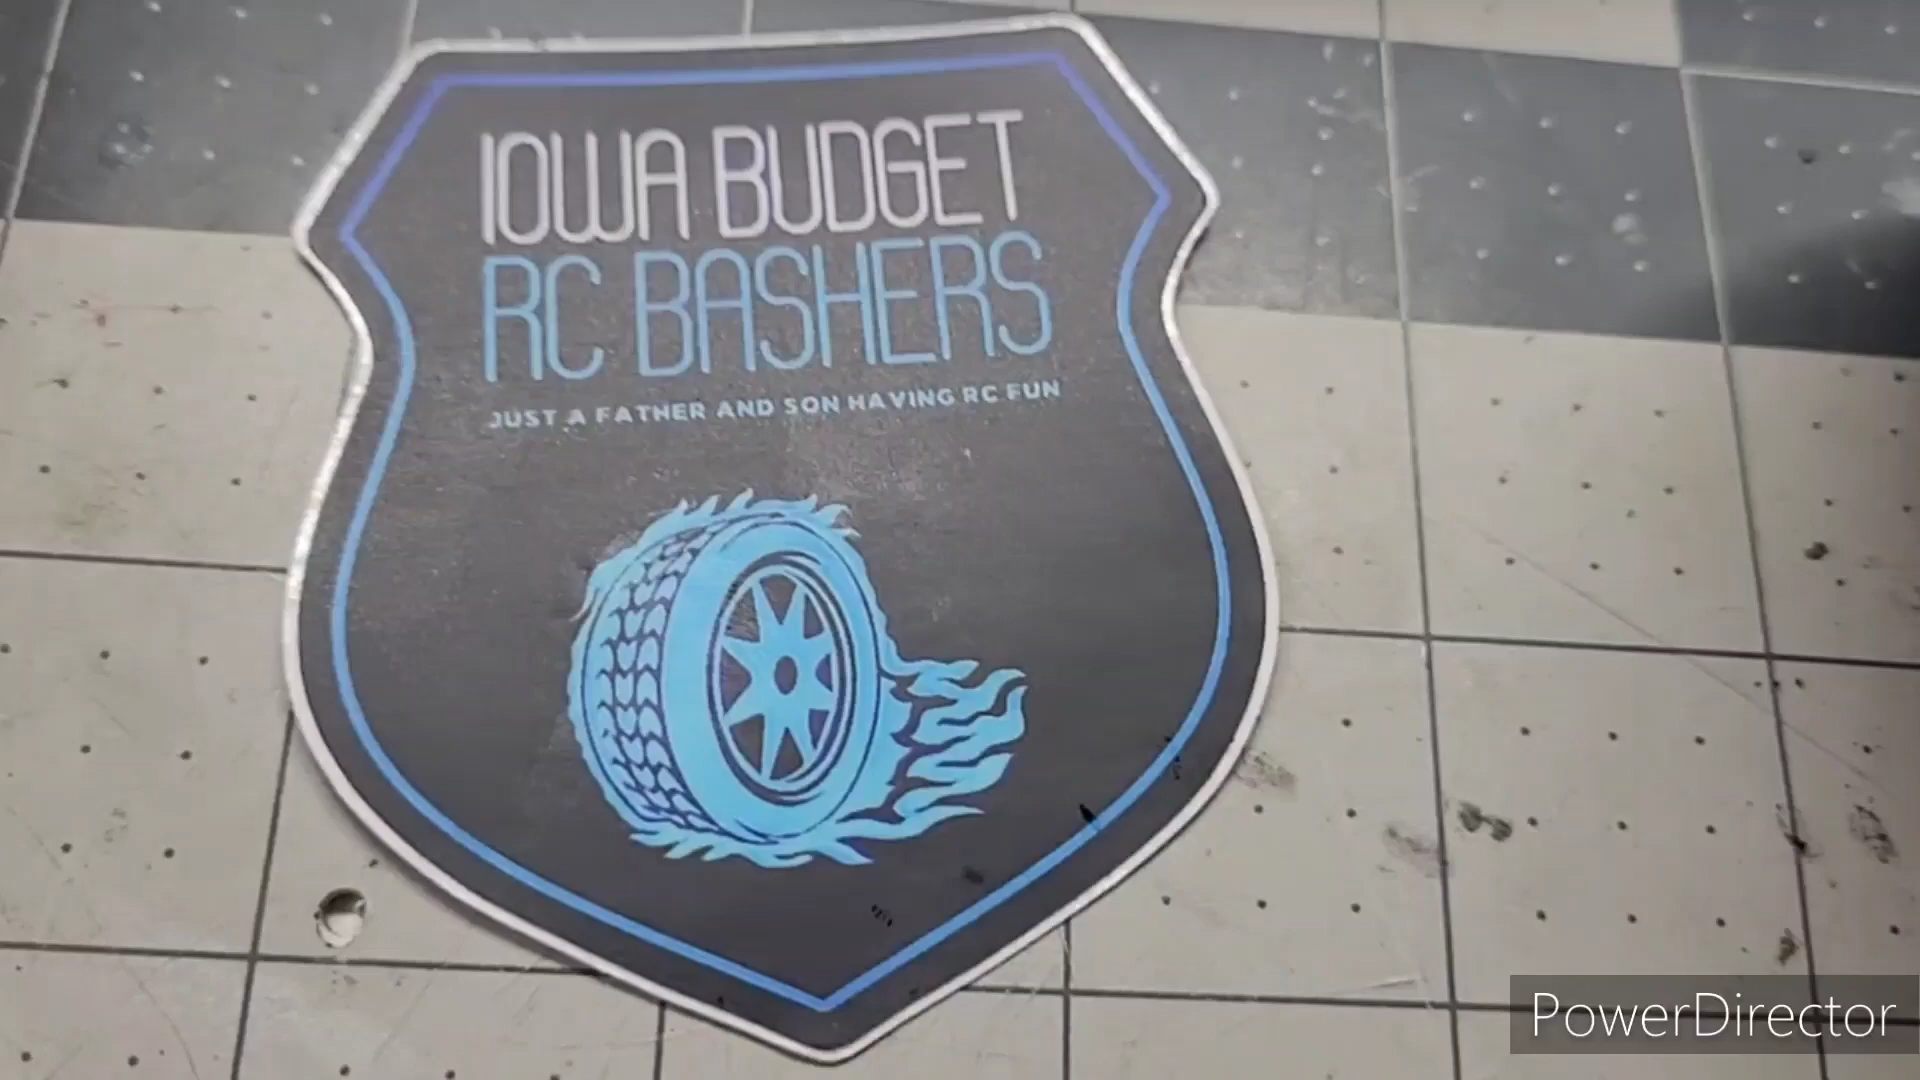 IOWA BUDGET
RC BASHERS
JUST A FATHER AND SON HAVING RC FUN
PowerDirector